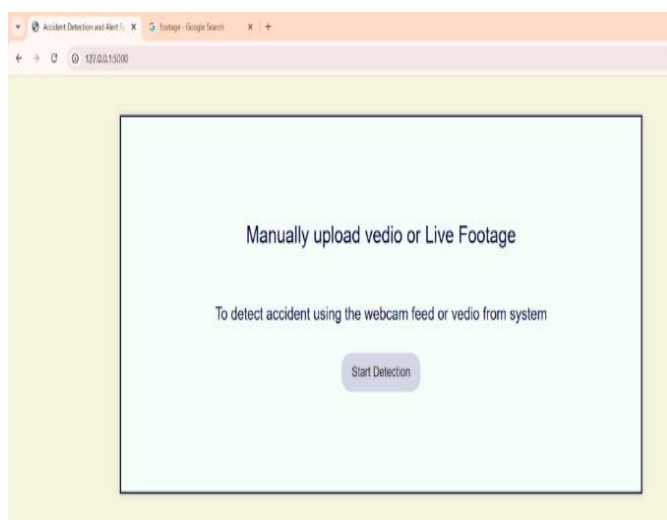 Accident Detection and Alert S
footage - Google Search
127.0.0.1:5000
Manually upload vedio or Live Footage
To detect accident using the webcam feed or vedio from system
Start Detection